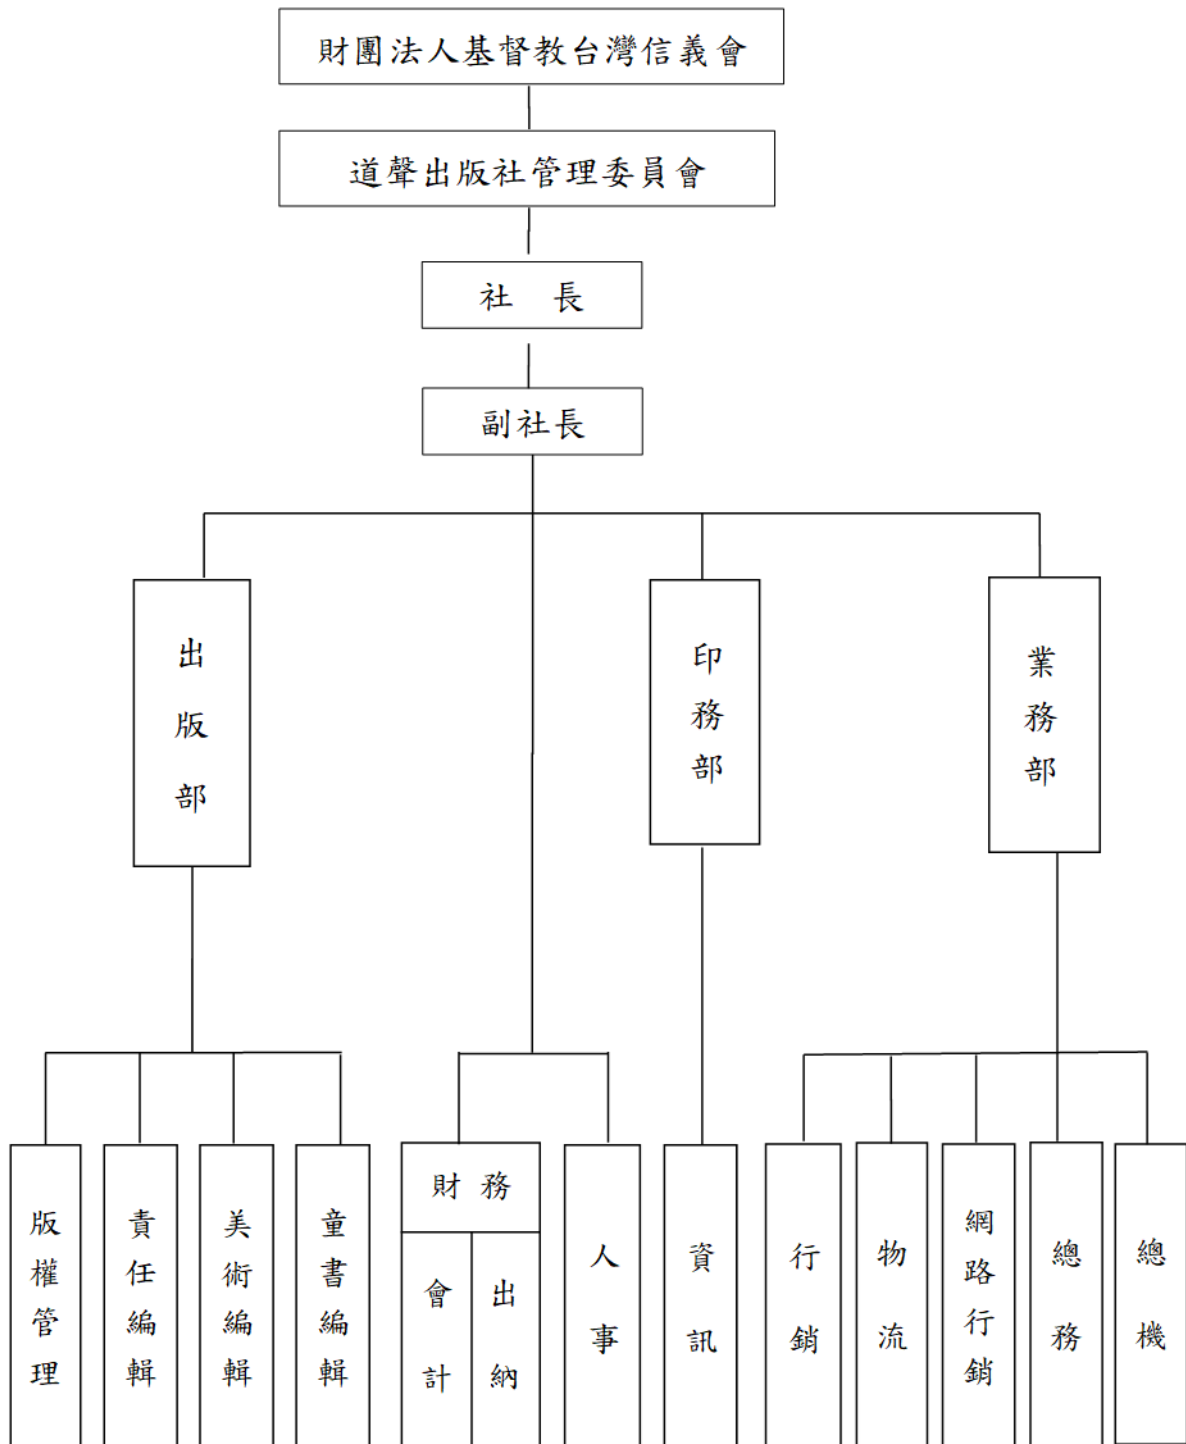 財團法人基督教台灣信義會
道聲出版社管理委員會
社 長
副社長
出版部
印務部
業務部
版權管理
責任編輯
美術編輯
童書編輯
財務
會計
出納
人事
資訊
行銷
物流
網路行銷
總務
總機